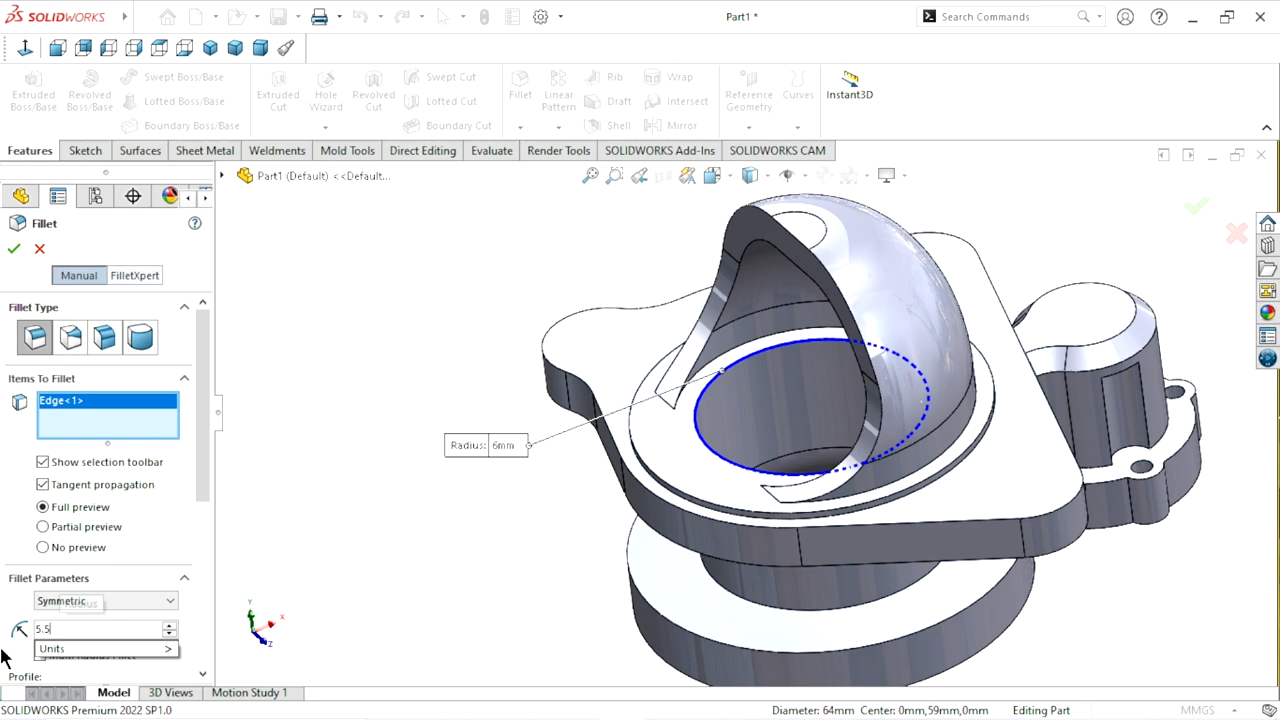 SOLIDWORKS
Part1 *
Search Commands
Extruded Boss/Base
Revolved Boss/Base
Swept Boss/Base
Lofted Boss/Base
Boundary Boss/Base
Extruded Cut
Hole Wizard
Revolved Cut
Swept Cut
Lofted Cut
Boundary Cut
Fillet
Linear Pattern
Rib
Draft
Shell
Wrap
Intersect
Mirror
Reference Geometry
Curves
Instant3D
Features
Sketch
Surfaces
Sheet Metal
Weldments
Mold Tools
Direct Editing
Evaluate
Render Tools
SOLIDWORKS Add-Ins
SOLIDWORKS CAM
Part1 (Default) <<Default...
Fillet
Manual
FilletXpert
Fillet Type
Items To Fillet
Edge<1>
Show selection toolbar
Tangent propagation
Full preview
Partial preview
No preview
Fillet Parameters
Symmetric
Radius
5.5
Units >
Profile:
Radius: 6mm
Y
X
Z
Model
3D Views
Motion Study 1
SOLIDWORKS Premium 2022 SP1.0
Diameter: 64mm Center: 0mm,59mm,0mm
Editing Part
MMGS